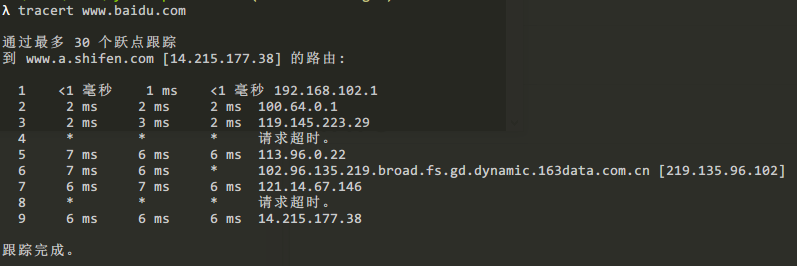 λ tracert www.baidu.com
通过最多 30 个跃点跟踪
到 www.a.shifen.com [14.215.177.38] 的路由:
1 <1 毫秒 1 ms <1 毫秒 192.168.102.1
2 2 ms 2 ms 2 ms 100.64.0.1
3 2 ms 3 ms 2 ms 119.145.223.29
4 * * * 请求超时。
5 7 ms 6 ms 6 ms 113.96.0.22
6 7 ms 6 ms * 102.96.135.219.broad.fs.gd.dynamic.163data.com.cn [219.135.96.102]
7 6 ms 7 ms 6 ms 121.14.67.146
8 * * * 请求超时。
9 6 ms 6 ms 6 ms 14.215.177.38
跟踪完成。